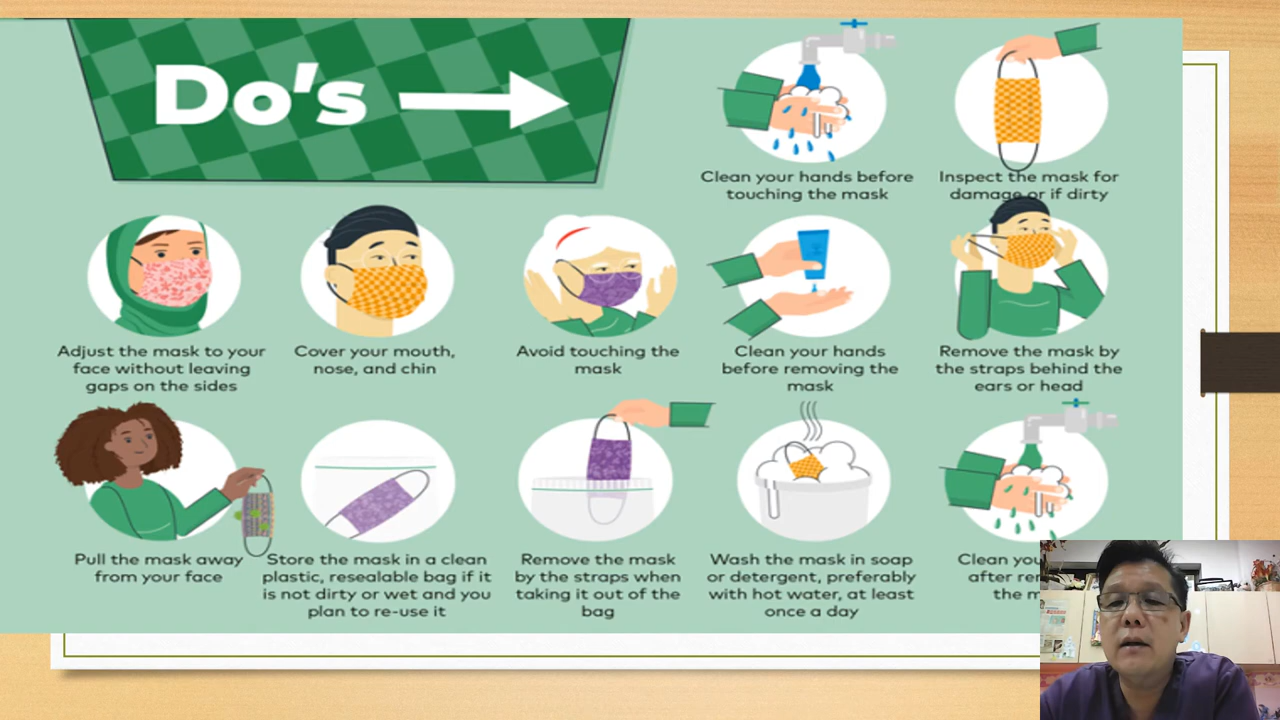 Do's
Clean your hands before
touching the mask
Inspect the mask for
damage or if dirty
Adjust the mask to your
face without leaving
gaps on the sides
Cover your mouth,
nose, and chin
Avoid touching the
mask
Clean your hands
before removing the
mask
Remove the mask by
the straps behind the
ears or head
Pull the mask away
from your face
Store the mask in a clean
plastic, resealable bag if it
is not dirty or wet and you
plan to re-use it
Remove the mask
by the straps when
taking it out of the
bag
Wash the mask in soap
or detergent, preferably
with hot water, at least
once a day
Clean
after
the